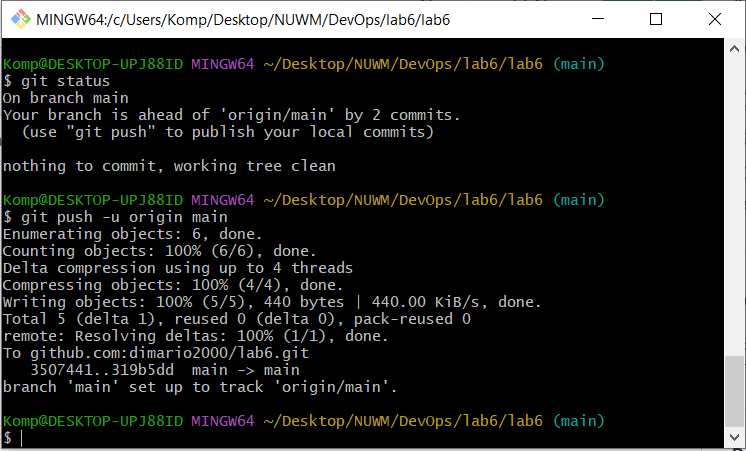 MINGW64:/c/Users/Komp/Desktop/NUWM/DevOps/lab6/lab6
Komp@DESKTOP-UPJ88ID MINGW64 ~/Desktop/NUWM/DevOps/lab6/lab6 (main)
$ git status
On branch main
Your branch is ahead of 'origin/main' by 2 commits.
  (use "git push" to publish your local commits)
nothing to commit, working tree clean
Komp@DESKTOP-UPJ88ID MINGW64 ~/Desktop/NUWM/DevOps/lab6/lab6 (main)
$ git push -u origin main
Enumerating objects: 6, done.
Counting objects: 100% (6/6), done.
Delta compression using up to 4 threads
Compressing objects: 100% (4/4), done.
Writing objects: 100% (5/5), 440 bytes | 440.00 KiB/s, done.
Total 5 (delta 1), reused 0 (delta 0), pack-reused 0
remote: Resolving deltas: 100% (1/1), done.
To github.com:dimario2000/lab6.git
   3507441..319b5dd  main -> main
branch 'main' set up to track 'origin/main'.
Komp@DESKTOP-UPJ88ID MINGW64 ~/Desktop/NUWM/DevOps/lab6/lab6 (main)
$